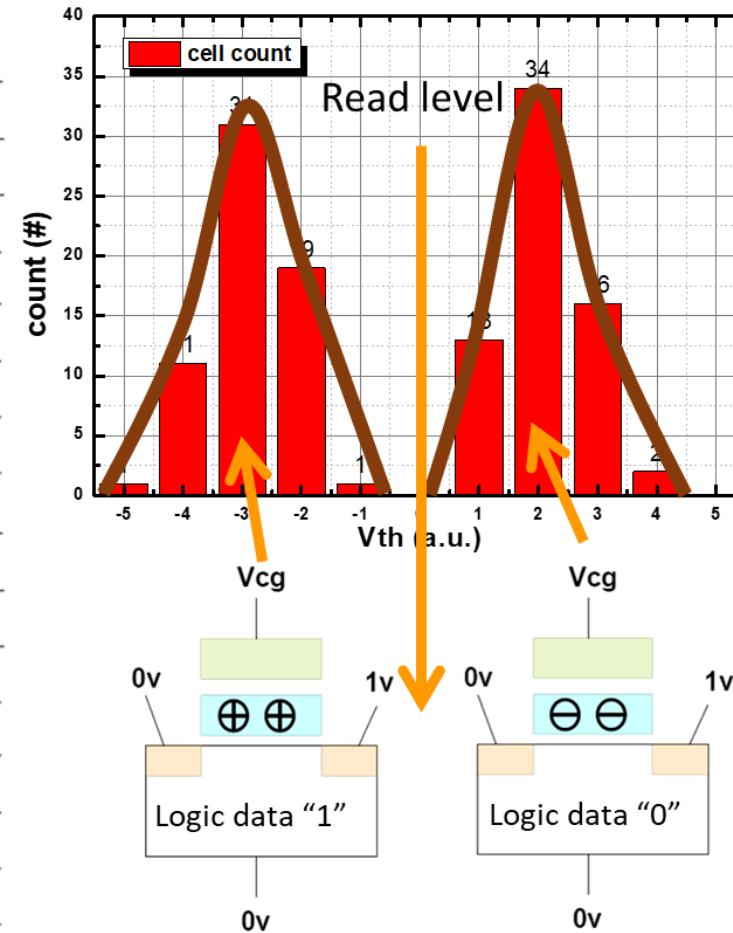 40
35
30
25
20
15
10
5
0
count (#)
cell count
Read level
34
1
1
2
-5 -4 -3 -2 -1 1 2 3 4 5
Vth (a.u.)
Vcg
0v
1v
Logic data “1”
0v
Vcg
0v
1v
Logic data “0”
0v